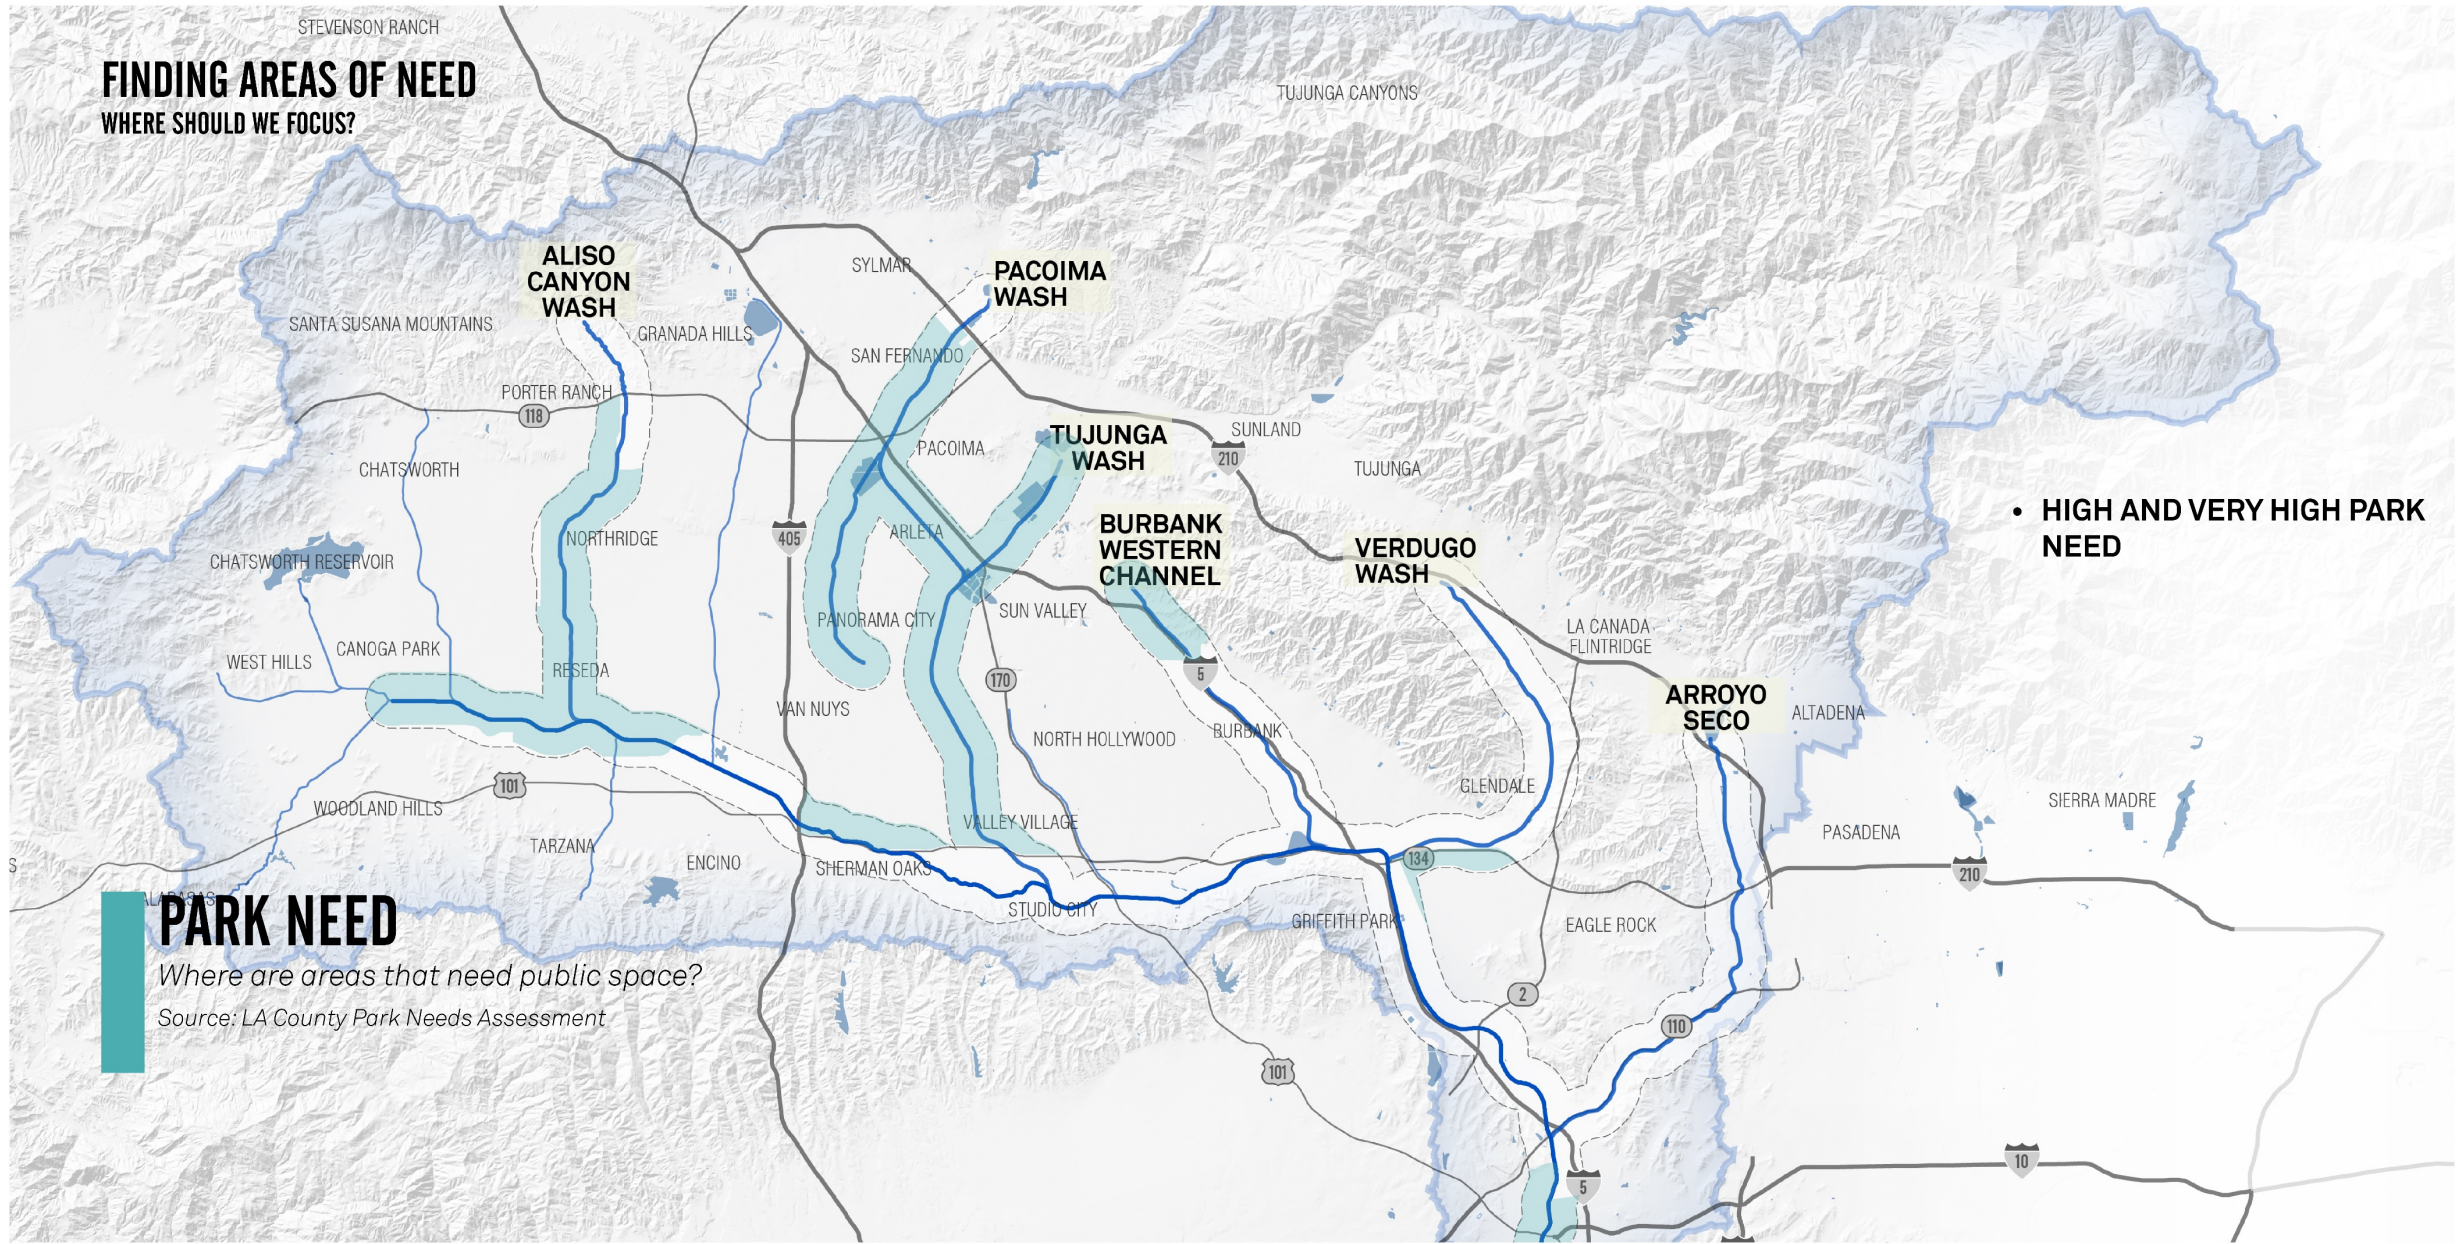 STEVENSON RANCH
FINDING AREAS OF NEED
WHERE SHOULD WE FOCUS?
TUJUNGA CANYONS
ALISO
CANYON
WASH
SYLMAR
PACOIMA
WASH
SANTA SUSANA MOUNTAINS
GRANADA HILLS
SAN FERNANDO
PORTER RANCH
118
TUJUNGA
WASH
SUNLAND
PACOIMA
210
CHATSWORTH
TUJUNGA
• HIGH AND VERY HIGH PARK
NEED
BURBANK
WESTERN
CHANNEL
NORTHRIDGE
405
ARLETA
VERDUGO
WASH
CHATSWORTH RESERVOIR
PANORAMA CITY
SUN VALLEY
LA CANADA
FLINTRIDGE
WEST HILLS
CANOGA PARK
RESEDA
170
5
ARROYO
SECO
ALTADENA
VAN NUYS
NORTH HOLLYWOOD
BURBANK
101
GLENDALE
WOODLAND HILLS
SIERRA MADRE
VALLEY VILLAGE
PASADENA
TARZANA
ENCINO
SHERMAN OAKS
134
210
S
ALABASAS
STUDIO CITY
GRIFFITH PARK
EAGLE ROCK
PARK NEED
Where are areas that need public space?
Source: LA County Park Needs Assessment
2
110
101
10
5